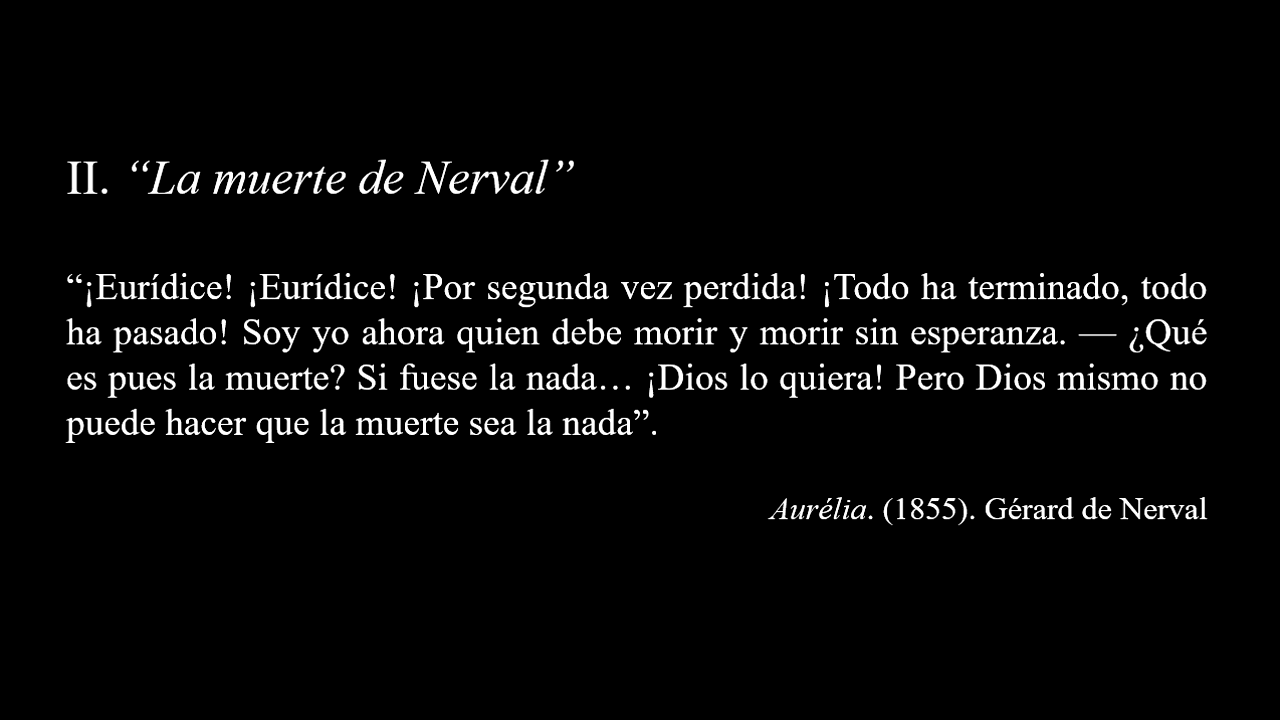 II. “La muerte de Nerval”
“¡Eurídice! ¡Eurídice! ¡Por segunda vez perdida! ¡Todo ha terminado, todo
ha pasado! Soy yo ahora quien debe morir y morir sin esperanza. — ¿Qué
es pues la muerte? Si fuese la nada… ¡Dios lo quiera! Pero Dios mismo no
puede hacer que la muerte sea la nada”.
Aurélia. (1855). Gérard de Nerval